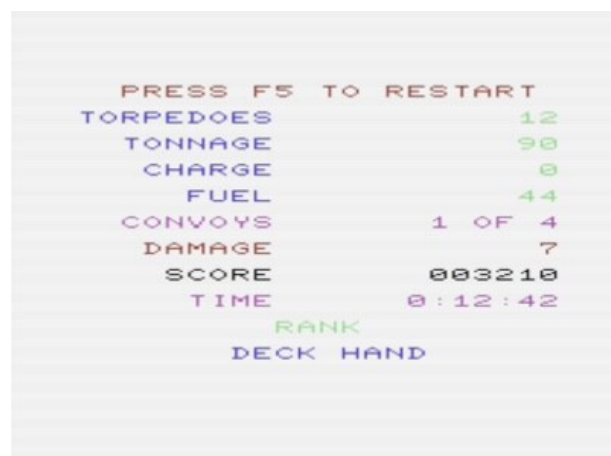 PRESS F5 TO RESTART
TORPEDOES 12
TONNAGE 90
CHARGE 0
FUEL 44
CONVOYS 1 OF 4
DAMAGE 7
SCORE 003210
TIME 0:12:42
RANK
DECK HAND